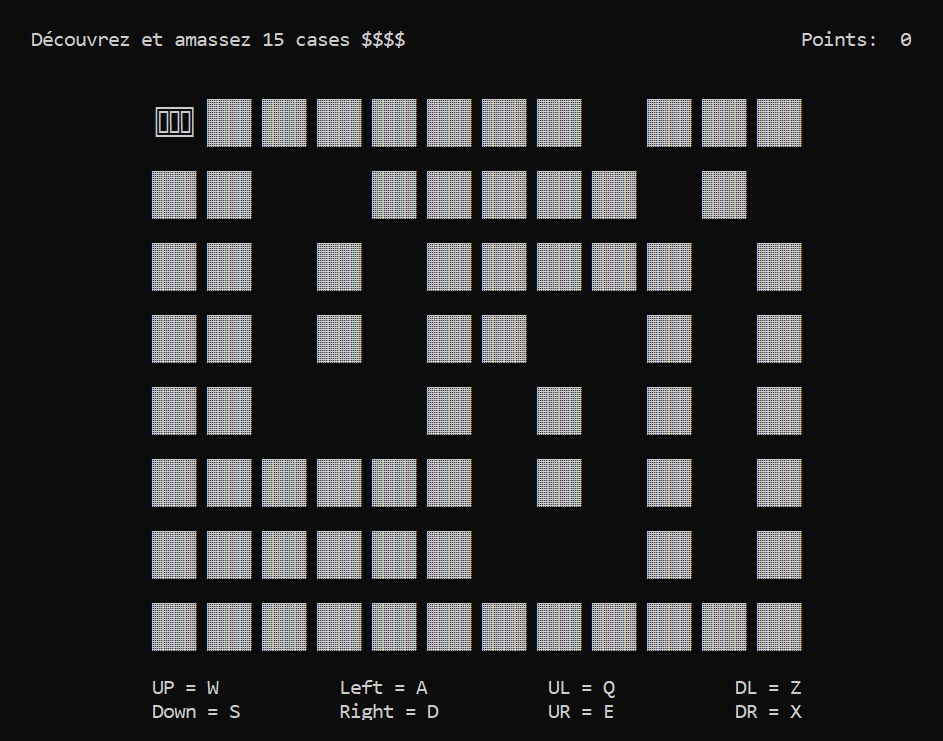 Découvrez et amassez 15 cases $$$$ Points: 0
UP = W Left = A UL = Q DL = Z
Down = S Right = D UR = E DR = X